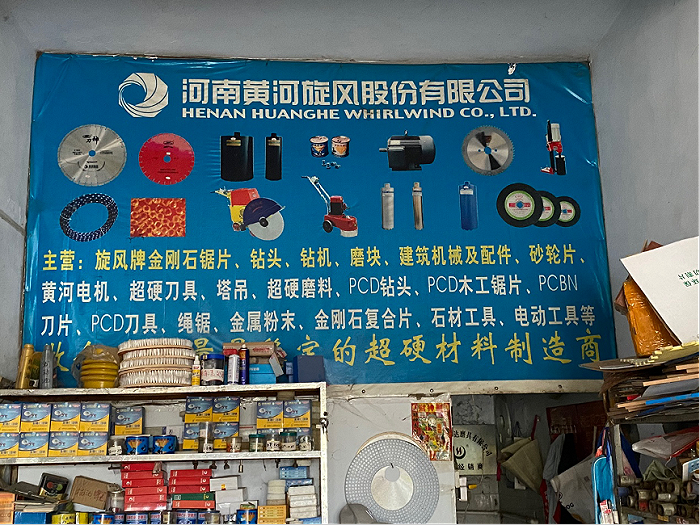 河南黄河旋风股份有限公司
HENAN HUANGHE WHIRLWIND CO., LTD.
主营：旋风牌金刚石锯片、钻头、钻机、磨块、建筑机械及配件、砂轮片、
黄河电机、超硬刀具、塔吊、超硬磨料、PCD钻头、PCD木工锯片、PCBN
刀片、PCD刀具、绳锯、金属粉末、金刚石复合片、石材工具、电动工具等
定的超硬材料制造商